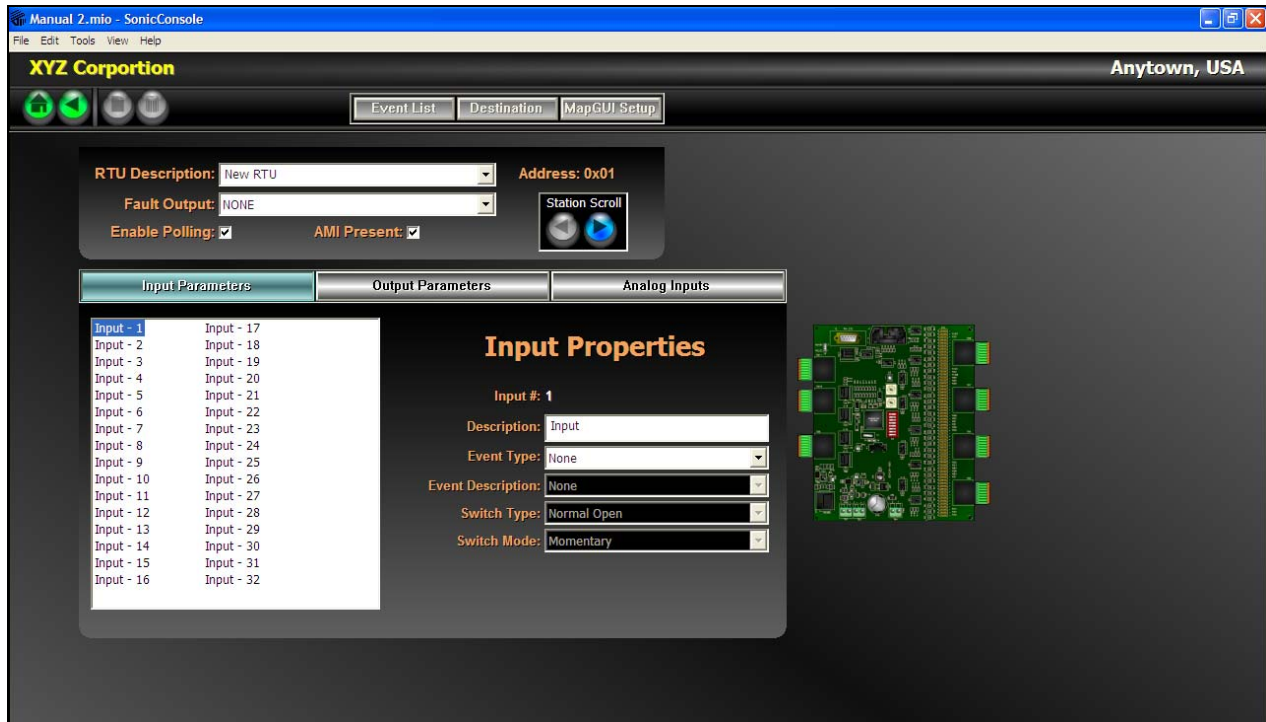 Manual 2.mio - SonicConsole
File Edit Tools View Help
XYZ Corportion Anytown, USA
Event List Destination MapGUI Setup
RTU Description: New RTU Address: 0x01
Fault Output: NONE Station Scroll
Enable Polling: AMI Present:
Input Parameters Output Parameters Analog Inputs
Input - 1 Input - 17
Input - 2 Input - 18
Input - 3 Input - 19
Input - 4 Input - 20
Input - 5 Input - 21
Input - 6 Input - 22
Input - 7 Input - 23
Input - 8 Input - 24
Input - 9 Input - 25
Input - 10 Input - 26
Input - 11 Input - 27
Input - 12 Input - 28
Input - 13 Input - 29
Input - 14 Input - 30
Input - 15 Input - 31
Input - 16 Input - 32
Input Properties
Input #: 1
Description: Input
Event Type: None
Event Description: None
Switch Type: Normal Open
Switch Mode: Momentary